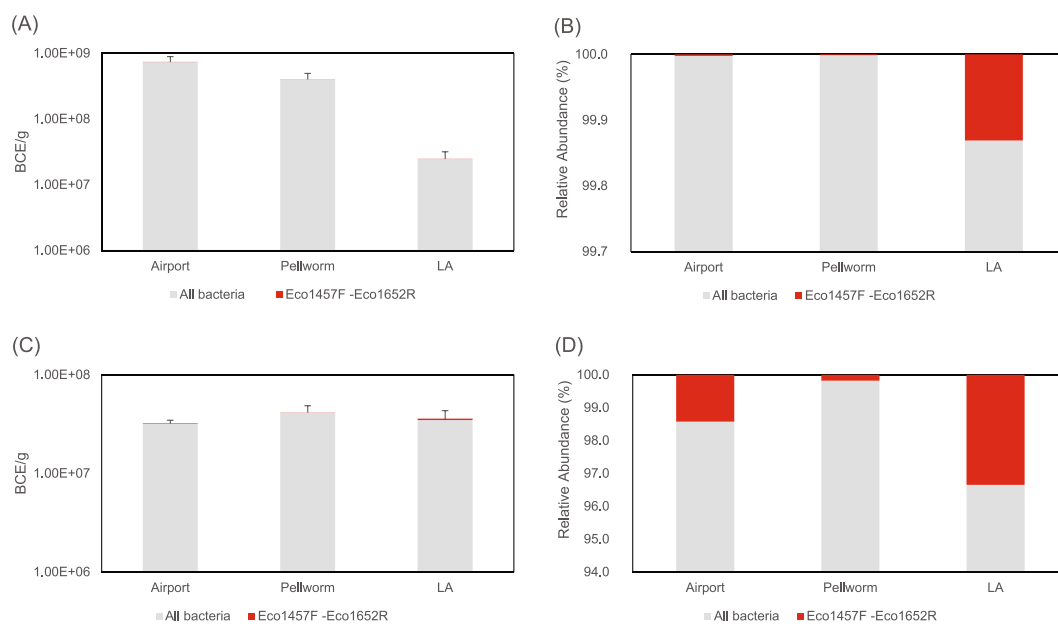 (A)
1.00E+09
1.00E+08
1.00E+07
1.00E+06
BCE/g
Airport Pellworm LA
All bacteria Eco1457F -Eco1652R
(B)
100.0
99.9
99.8
99.7
Relative Abundance (%)
Airport Pellworm LA
All bacteria Eco1457F -Eco1652R
(C)
1.00E+08
1.00E+07
1.00E+06
BCE/g
Airport Pellworm LA
All bacteria Eco1457F -Eco1652R
(D)
100.0
99.0
98.0
97.0
96.0
95.0
94.0
Relative Abundance (%)
Airport Pellworm LA
All bacteria Eco1457F -Eco1652R